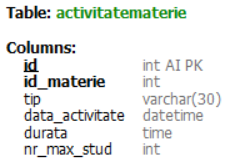 Table: activitatematerie
Columns:
id int AI PK
id_materie int
tip varchar(30)
data_activitate datetime
durata time
nr_max_stud int